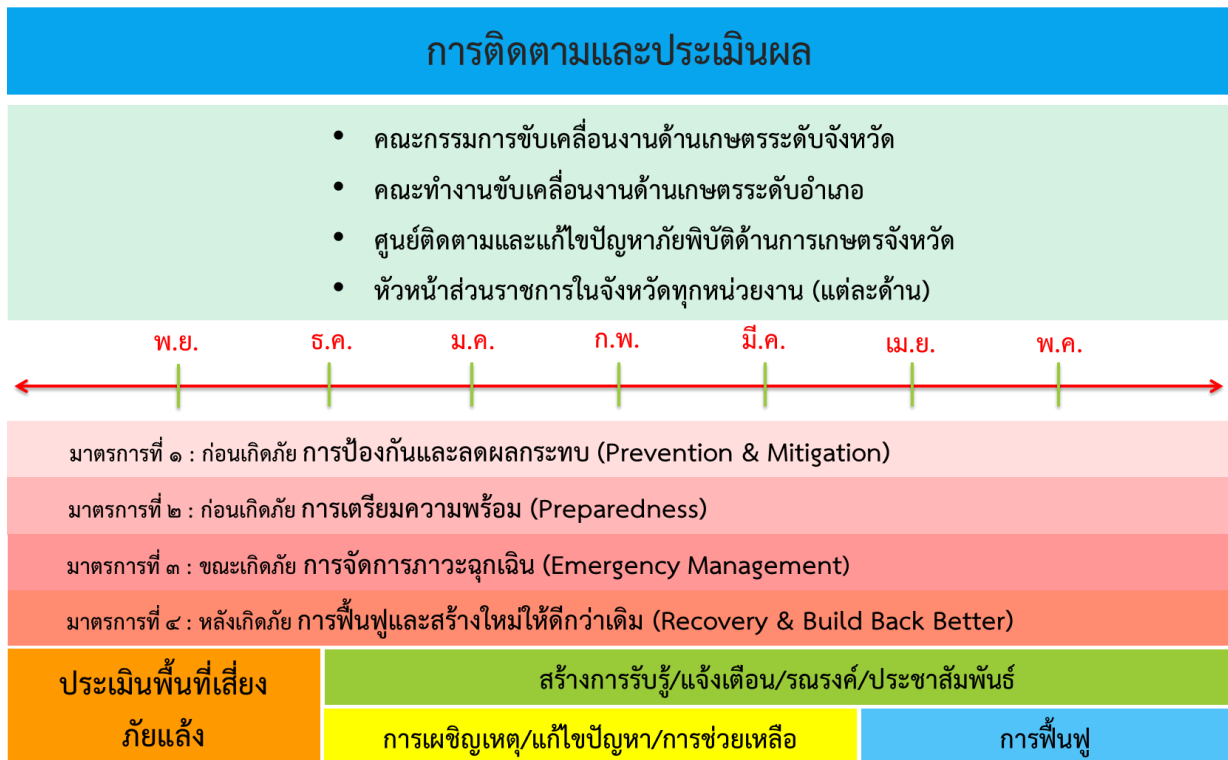 การติดตามและประเมินผล
• คณะกรรมการขับเคลื่อนงานด้านเกษตรระดับจังหวัด
• คณะทำงานขับเคลื่อนงานด้านเกษตรระดับอำเภอ
• ศูนย์ติดตามและแก้ไขปัญหาภัยพิบัติด้านการเกษตรจังหวัด
• หัวหน้าส่วนราชการในจังหวัดทุกหน่วยงาน (แต่ละด้าน)
พ.ย. ธ.ค. ม.ค. ก.พ. มี.ค. เม.ย. พ.ค.
มาตรการที่ ๑ : ก่อนเกิดภัย การป้องกันและลดผลกระทบ (Prevention & Mitigation)
มาตรการที่ ๒ : ก่อนเกิดภัย การเตรียมความพร้อม (Preparedness)
มาตรการที่ ๓ : ขณะเกิดภัย การจัดการภาวะฉุกเฉิน (Emergency Management)
มาตรการที่ ๔ : หลังเกิดภัย การฟื้นฟูและสร้างใหม่ให้ดีกว่าเดิม (Recovery & Build Back Better)
ประเมินพื้นที่เสี่ยง
ภัยแล้ง
สร้างการรับรู้/แจ้งเตือน/รณรงค์/ประชาสัมพันธ์
การเผชิญเหตุ/แก้ไขปัญหา/การช่วยเหลือ
การฟื้นฟู